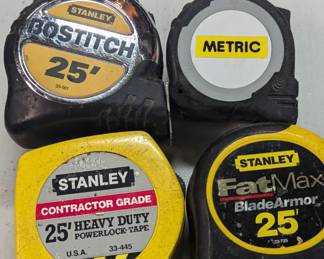 STANLEY
BOSTITCH
25'
METRIC
STANLEY
CONTRACTOR GRADE
25' HEAVY DUTY
POWERLOCK TAPE
U.S.A. 33-445
STANLEY
FatMax
BladeArmor
25'